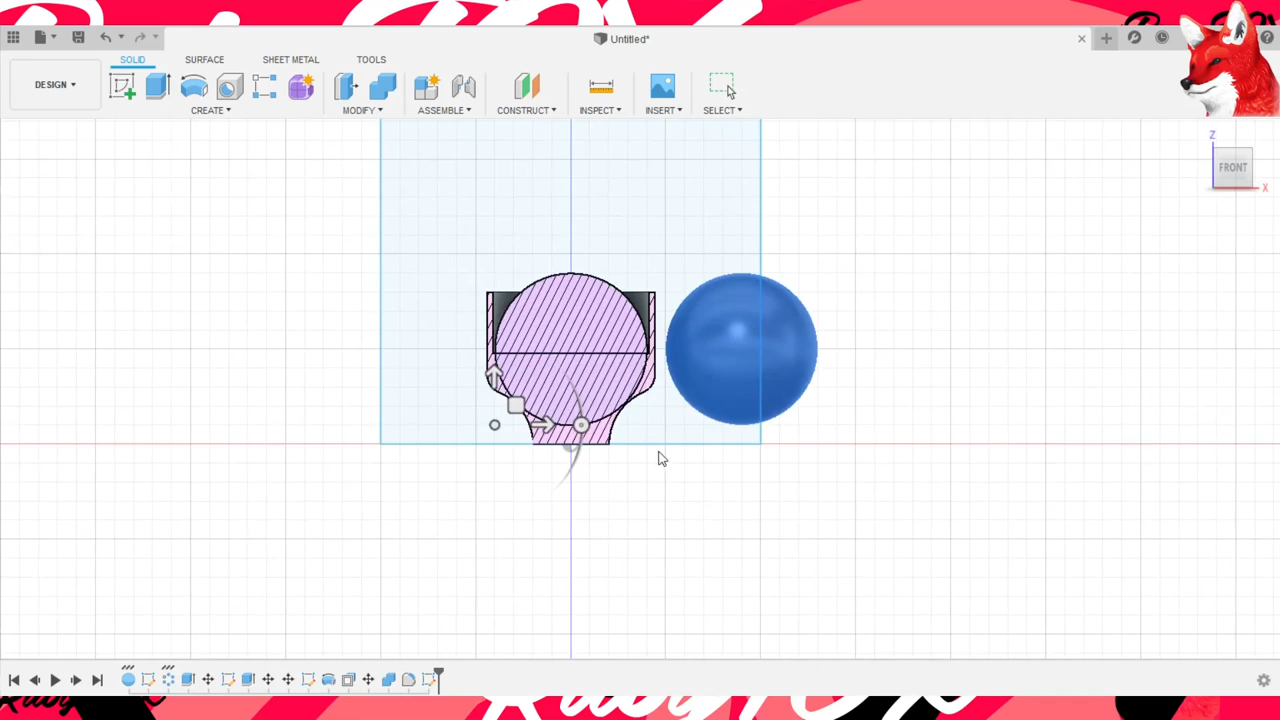 Untitled*
SOLID SURFACE SHEET METAL TOOLS
DESIGN
CREATE MODIFY ASSEMBLE CONSTRUCT INSPECT INSERT SELECT
Z
FRONT
X